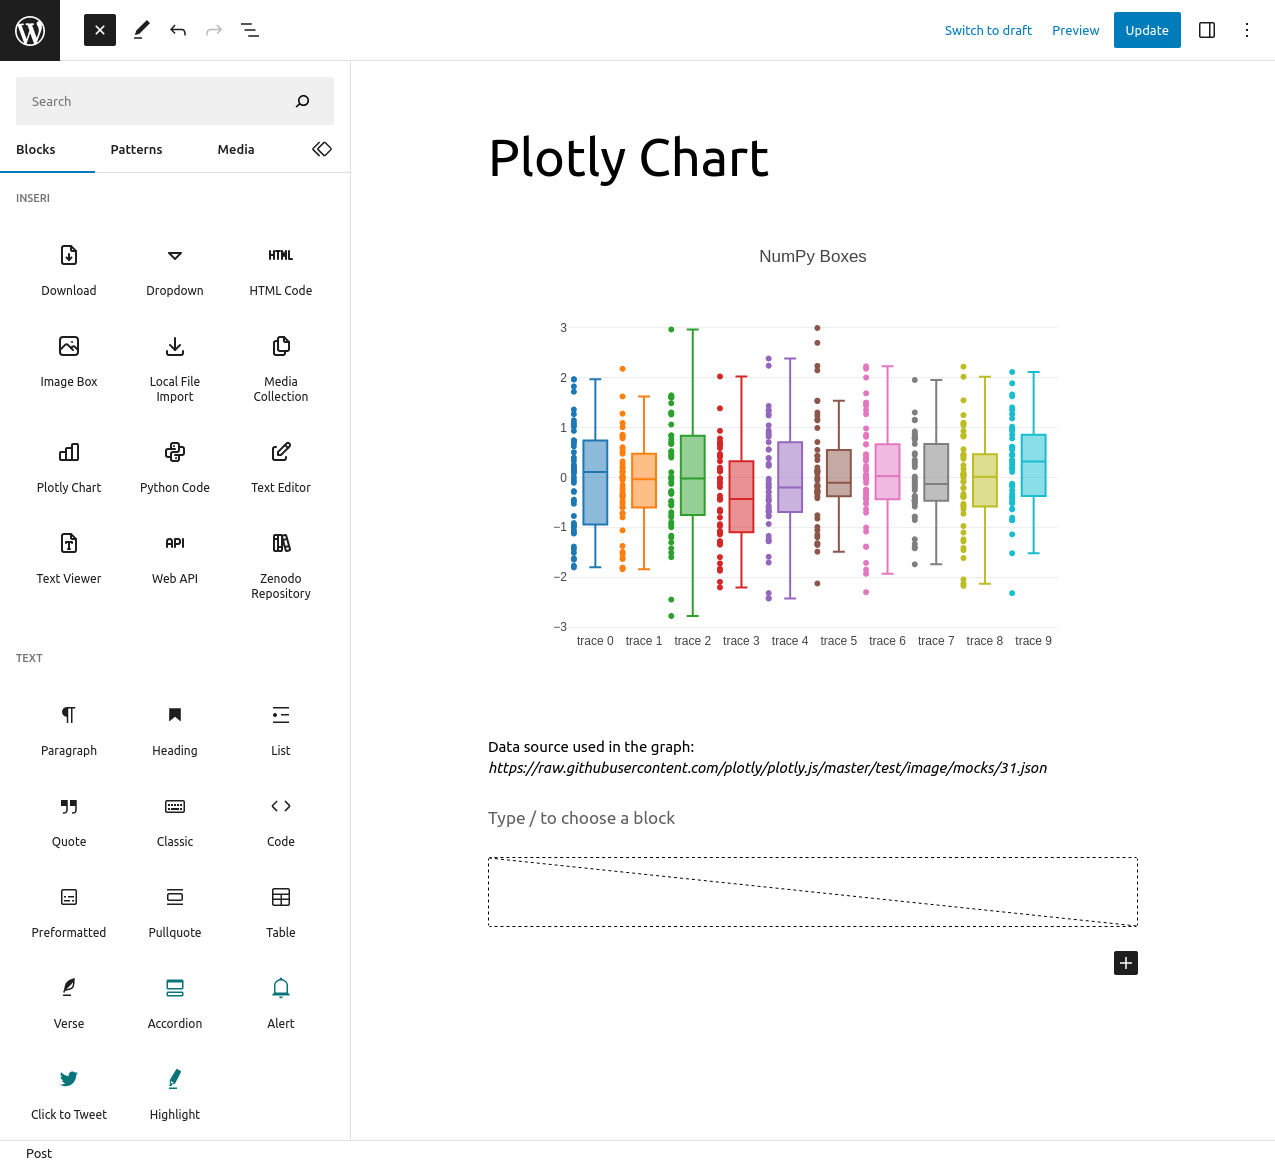 Switch to draft
Preview
Update
Search
Blocks
Patterns
Media
INSERI
Download
Dropdown
HTML
HTML Code
Image Box
Local File
Import
Media
Collection
Plotly Chart
Python Code
Text Editor
Text Viewer
API
Web API
Zenodo
Repository
TEXT
Paragraph
Heading
List
Quote
Classic
Code
Preformatted
Pullquote
Table
Verse
Accordion
Alert
Click to Tweet
Highlight
Plotly Chart
NumPy Boxes
3
2
1
0
−1
−2
−3
trace 0 trace 1 trace 2 trace 3 trace 4 trace 5 trace 6 trace 7 trace 8 trace 9
Data source used in the graph:
https://raw.githubusercontent.com/plotly/plotly.js/master/test/image/mocks/31.json
Type / to choose a block
Post